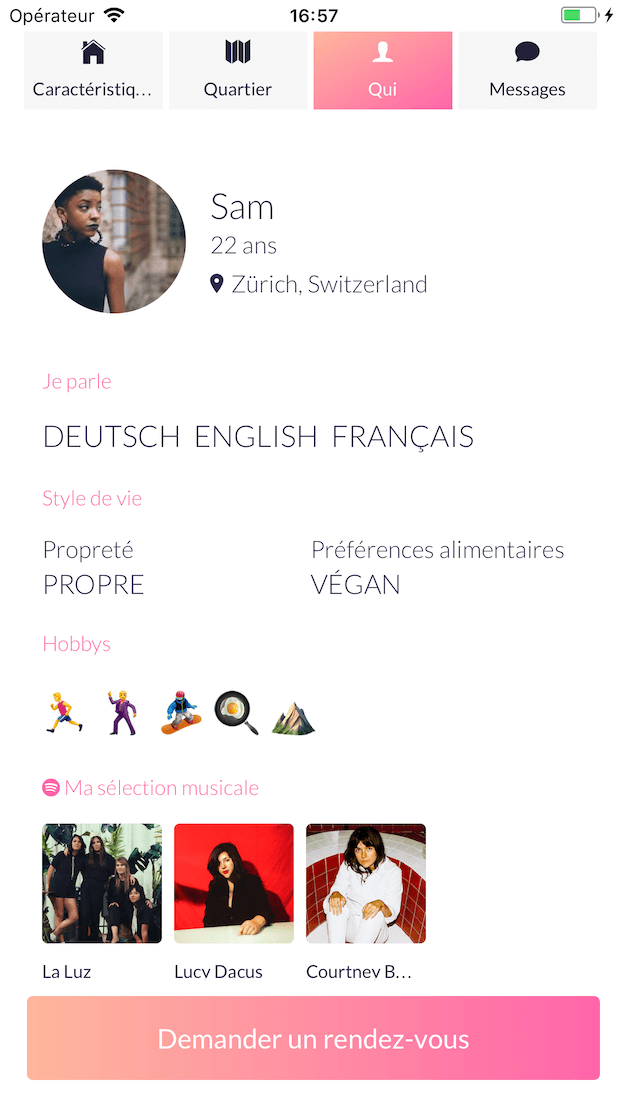 Opérateur 16:57
Caractéristiq... Quartier Qui Messages
Sam
22 ans
Zürich, Switzerland
Je parle
DEUTSCH ENGLISH FRANÇAIS
Style de vie
Propreté Préférences alimentaires
PROPRE VÉGAN
Hobbys
Ma sélection musicale
La Luz Lucy Dacus Courtney B...
Demander un rendez-vous